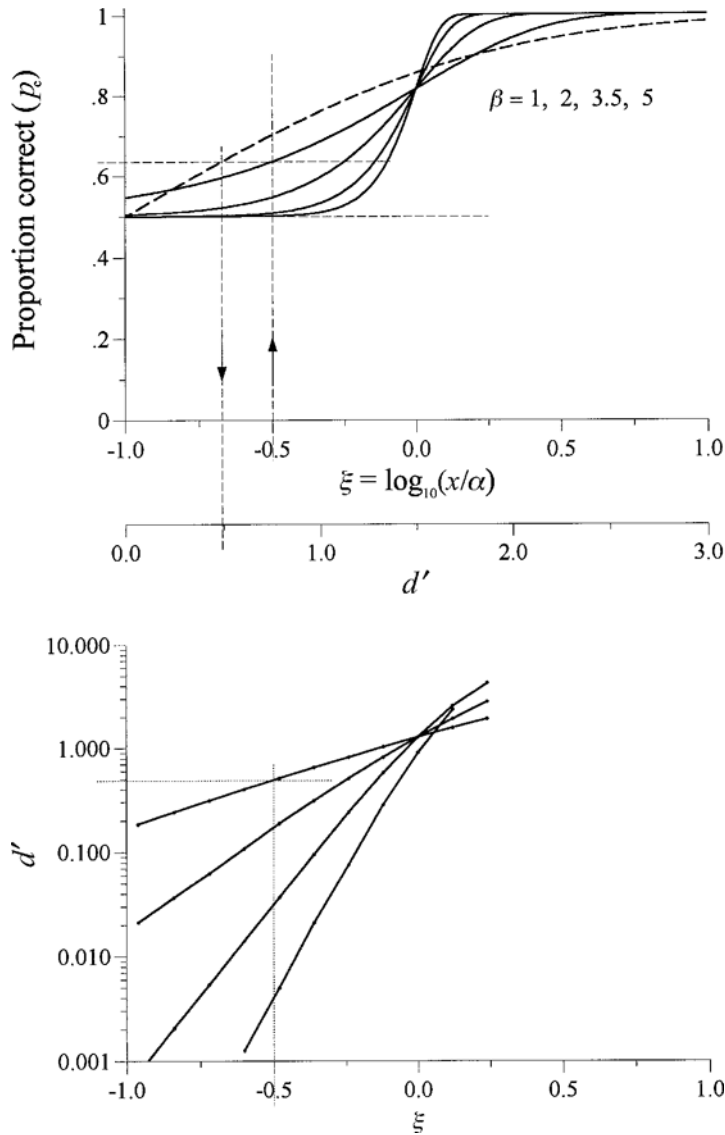 Proportion correct (p_c)
1
.8
.6
.4
.2
0
β = 1, 2, 3.5, 5
-1.0 -0.5 0.0 0.5 1.0
ξ = log₁₀(x/α)
0.0 1.0 2.0 3.0
d′
d′
10.000
1.000
0.100
0.010
0.001
-1.0 -0.5 0.0 0.5 1.0
ξ